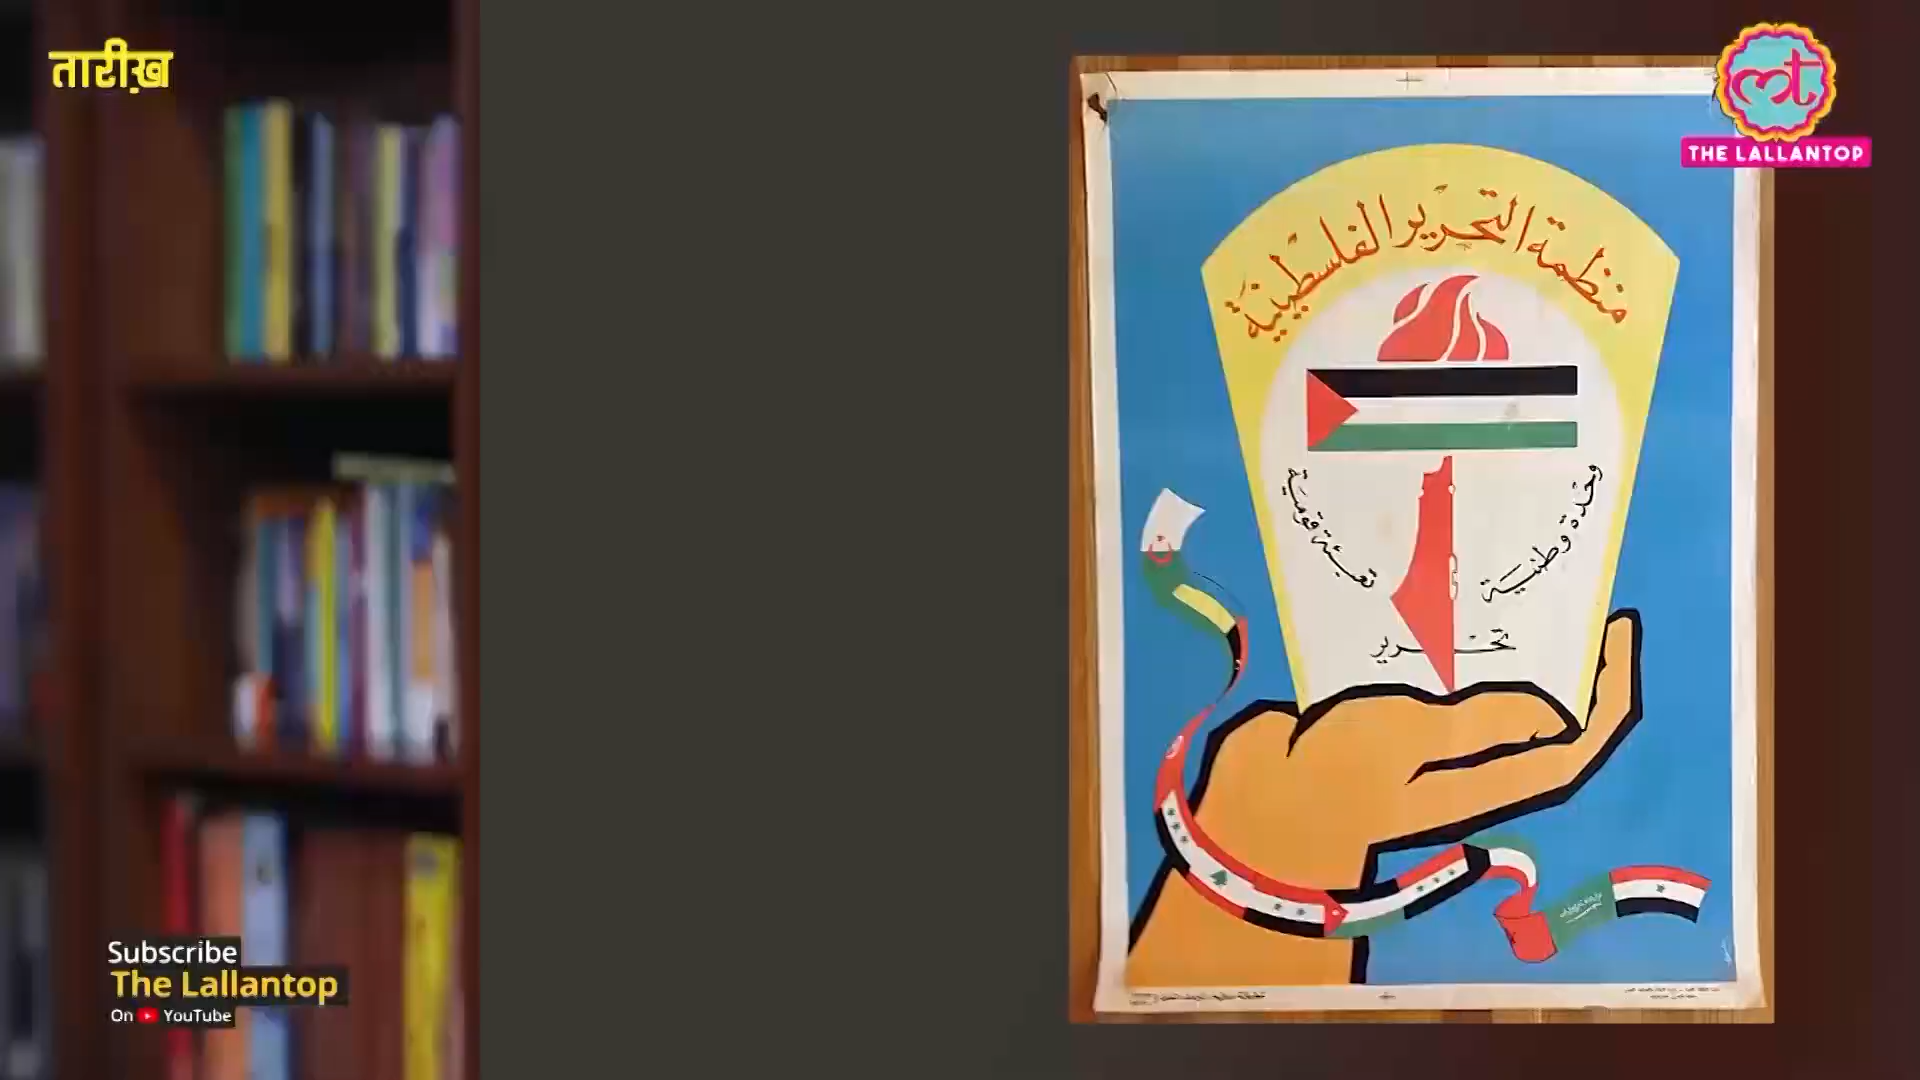 तारीख़
THE LALLANTOP
منظمة التحرير الفلسطينية
وحدة وطنية
تعبئة قومية
تحرير
Subscribe
The Lallantop
On YouTube